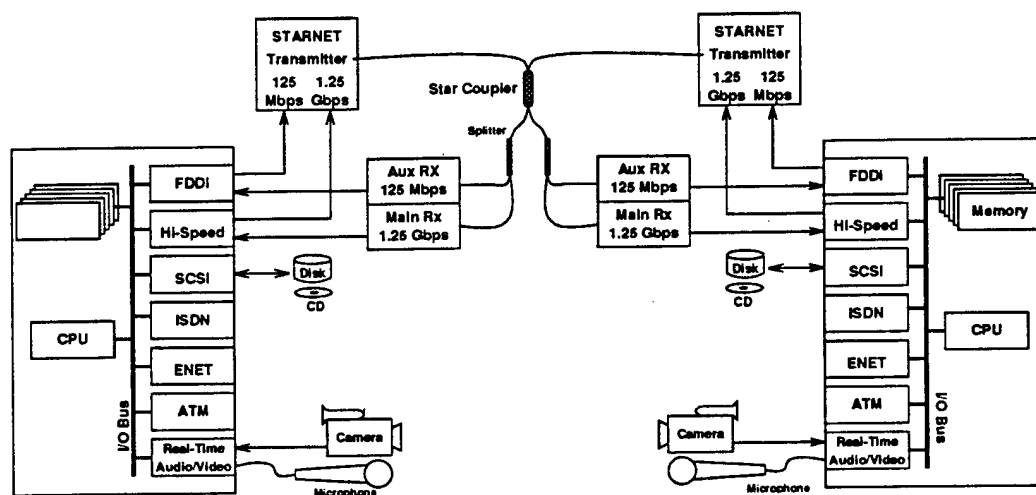 STARNET
Transmitter
125 1.25
Mbps Gbps
STARNET
Transmitter
1.25 125
Gbps Mbps
Star Coupler
Splitter
Aux RX
125 Mbps
Main Rx
1.25 Gbps
Aux RX
125 Mbps
Main Rx
1.25 Gbps
FDDI
Hi-Speed
SCSI
ISDN
ENET
ATM
Real-Time
Audio/Video
CPU
I/O Bus
Disk
CD
Camera
Microphone
Disk
CD
Camera
Microphone
FDDI
Hi-Speed
SCSI
ISDN
ENET
ATM
Real-Time
Audio/Video
Memory
CPU
I/O Bus